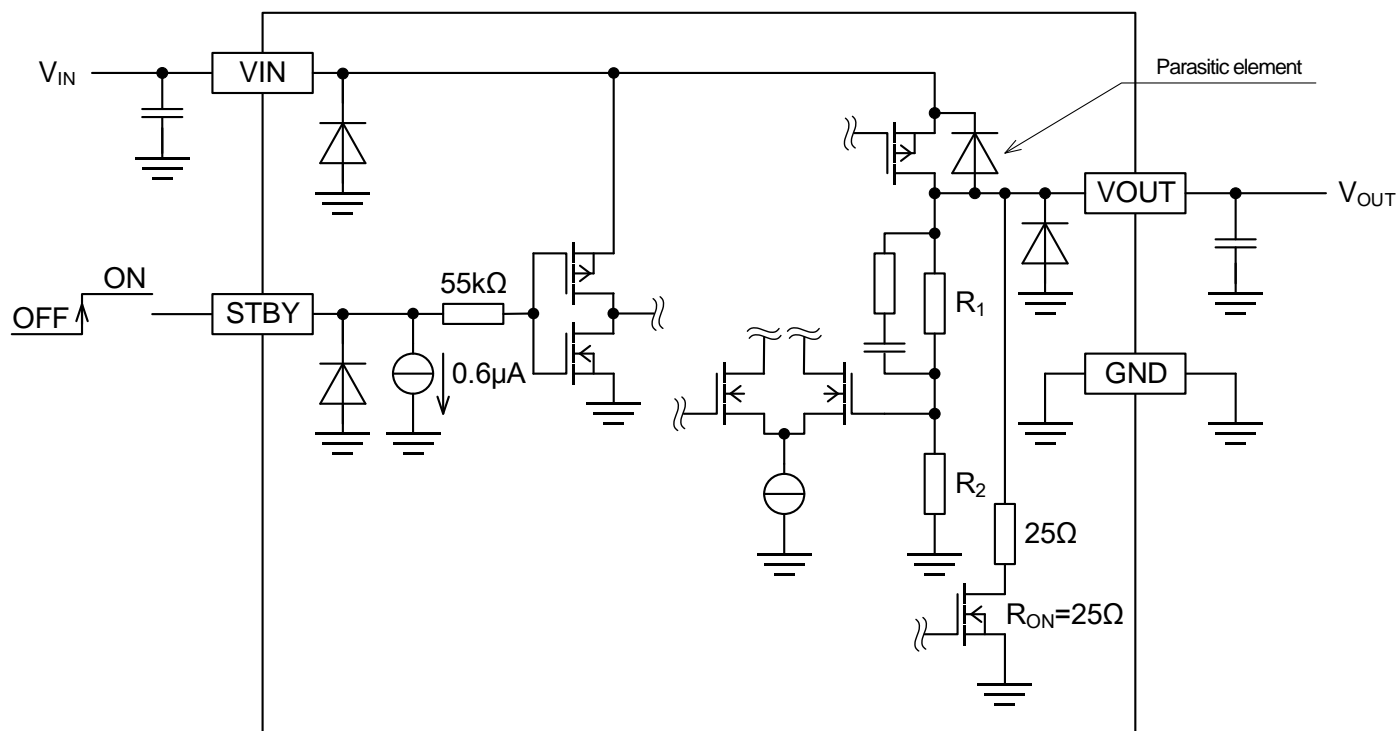 Parasitic element
VIN
VIN
VOUT
VOUT
ON
OFF
STBY
55kΩ
R1
0.6µA
GND
R2
25Ω
RON=25Ω